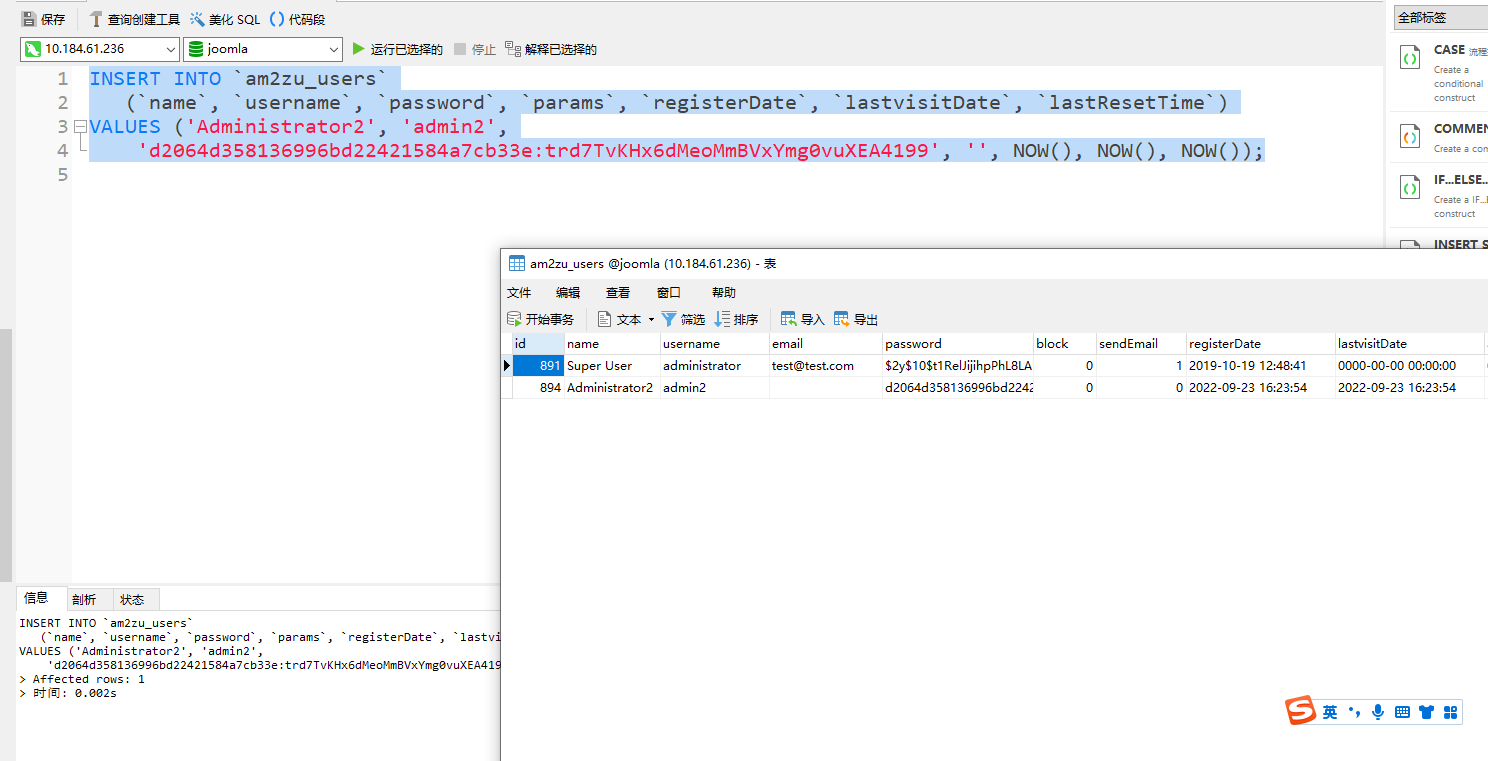 保存 查询创建工具 美化 SQL () 代码段
全部标签
10.184.61.236 joomla 运行已选择的 停止 解释已选择的
1 INSERT INTO `am2zu_users`
2 (`name`, `username`, `password`, `params`, `registerDate`, `lastvisitDate`, `lastResetTime`)
3 VALUES ('Administrator2', 'admin2',
4 'd2064d358136996bd22421584a7cb33e:trd7TvKHx6dMeoMmBVxYmg0vuXEA4199', '', NOW(), NOW(), NOW());
5
CASE 流程
Create a
conditional
construct
COMMEN
Create a con
IF...ELSE..
Create a IF...E
construct
INSERT S
am2zu_users @joomla (10.184.61.236) - 表
文件 编辑 查看 窗口 帮助
开始事务 文本 筛选 排序 导入 导出
id name username email password block sendEmail registerDate lastvisitDate
891 Super User administrator test@test.com 0 1 2019-10-19 12:48:41 0000-00-00 00:00:00
894 Administrator2 admin2 d2064d358136996bd2242 0 0 2022-09-23 16:23:54 2022-09-23 16:23:54
信息 剖析 状态
INSERT INTO `am2zu_users`
(`name`, `username`, `password`, `params`, `registerDate`, `lastvi
VALUES ('Administrator2', 'admin2',
'd2064d358136996bd22421584a7cb33e:trd7TvKHx6dMeoMmBVxYmg0vuXEA419
> Affected rows: 1
> 时间: 0.002s
S 英